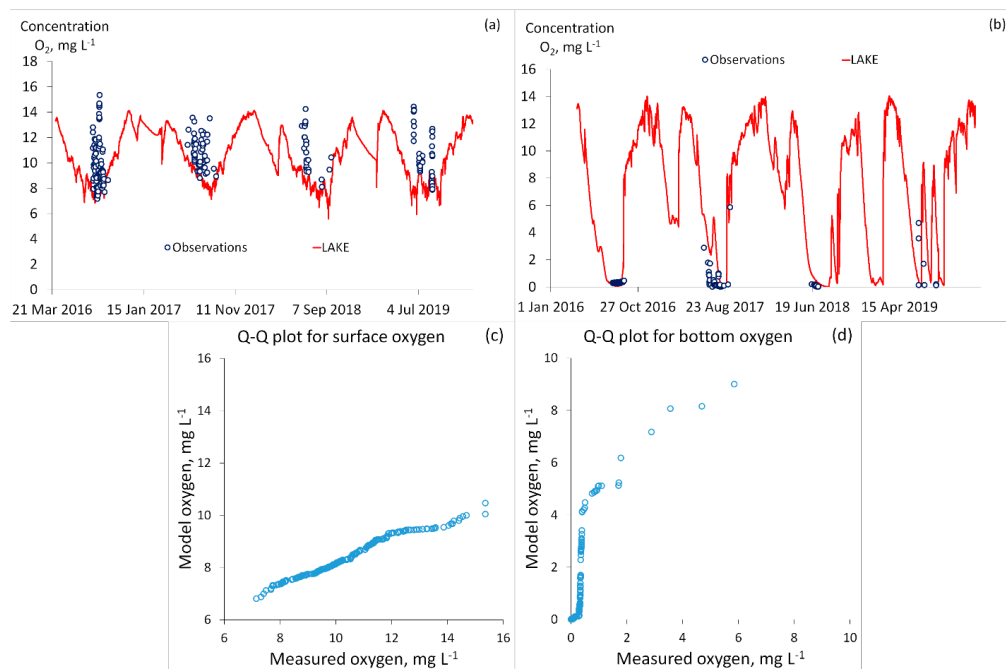 Concentration
O₂, mg L⁻¹
(a)
16
14
12
10
8
6
4
2
0
Observations
LAKE
21 Mar 2016
15 Jan 2017
11 Nov 2017
7 Sep 2018
4 Jul 2019
Concentration
O₂, mg L⁻¹
(b)
16
14
12
10
8
6
4
2
0
Observations
LAKE
1 Jan 2016
27 Oct 2016
23 Aug 2017
19 Jun 2018
15 Apr 2019
Q-Q plot for surface oxygen
(c)
Model oxygen, mg L⁻¹
16
14
12
10
8
6
6
8
10
12
14
16
Measured oxygen, mg L⁻¹
Q-Q plot for bottom oxygen
(d)
Model oxygen, mg L⁻¹
10
8
6
4
2
0
0
2
4
6
8
10
Measured oxygen, mg L⁻¹